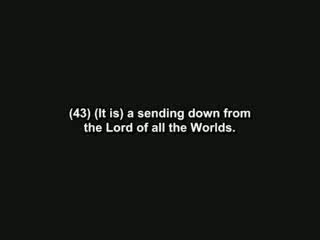 (43) (It is) a sending down from
the Lord of all the Worlds.